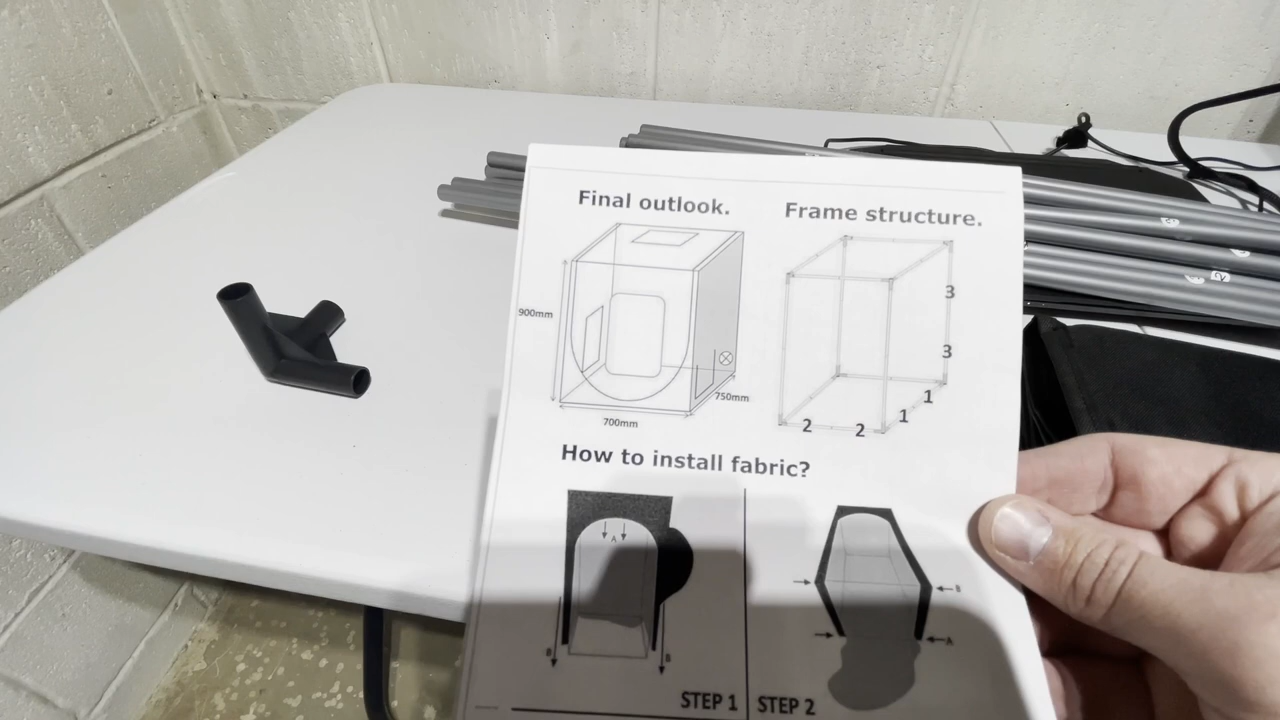 Final outlook.
Frame structure.
900mm
700mm
750mm
3
3
1
1
2
2
How to install fabric?
A
B
B
STEP 1
B
A
STEP 2
2